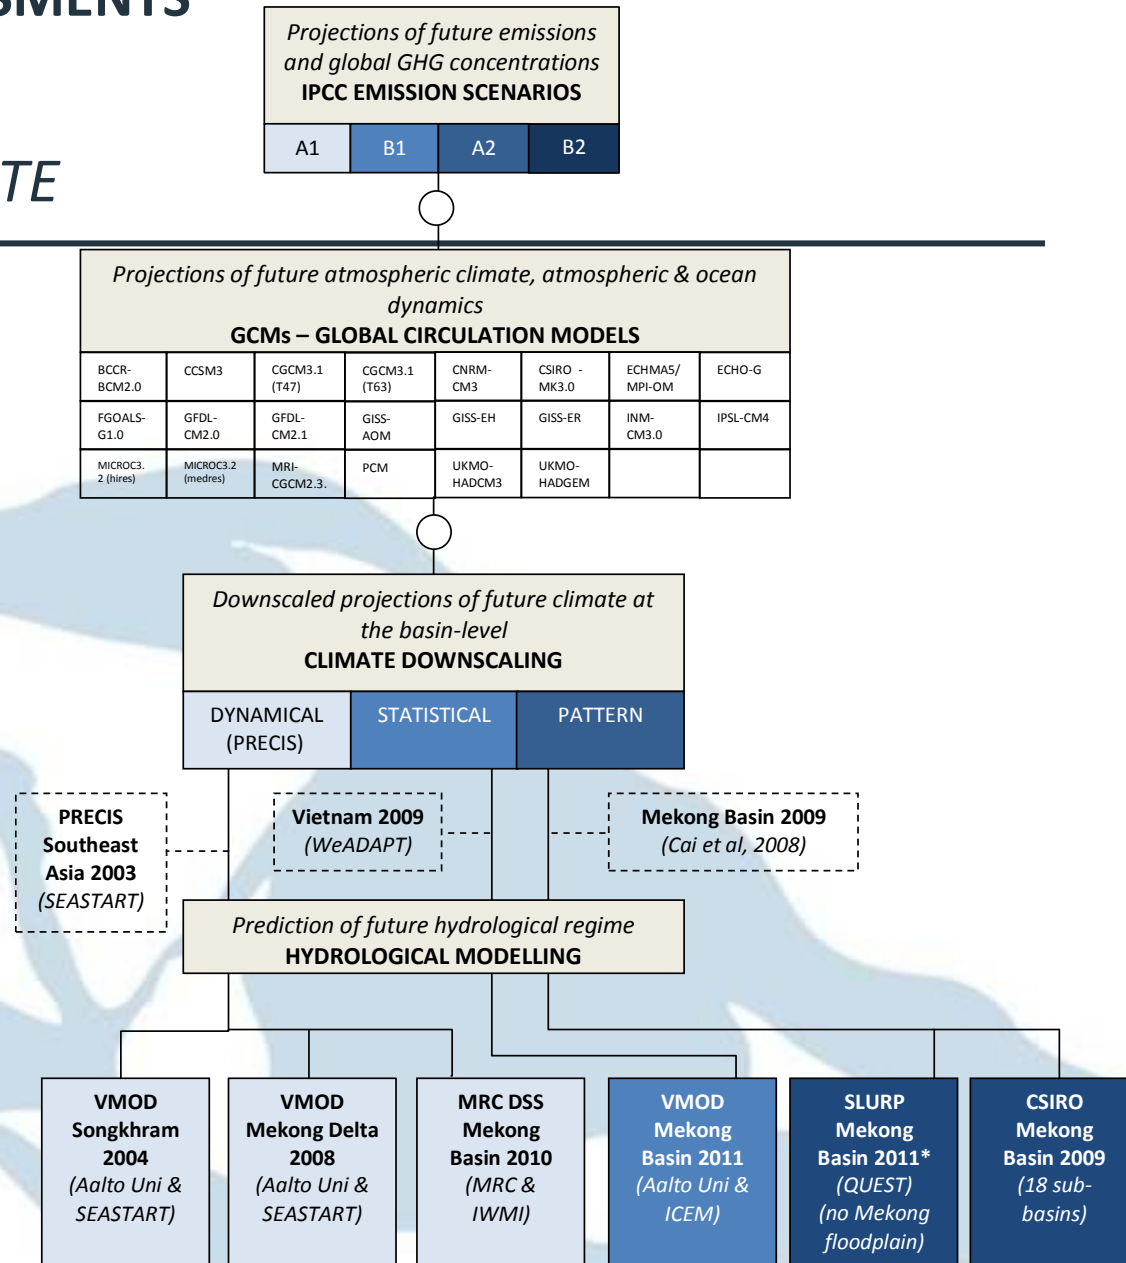 SMENTS
TE
Projections of future emissions
and global GHG concentrations
IPCC EMISSION SCENARIOS
A1
B1
A2
B2
Projections of future atmospheric climate, atmospheric & ocean
dynamics
GCMs – GLOBAL CIRCULATION MODELS
BCCR-
BCM2.0
CCSM3
CGCM3.1
(T47)
CGCM3.1
(T63)
CNRM-
CM3
CSIRO -
MK3.0
ECHMA5/
MPI-OM
ECHO-G
FGOALS-
G1.0
GFDL-
CM2.0
GFDL-
CM2.1
GISS-
AOM
GISS-EH
GISS-ER
INM-
CM3.0
IPSL-CM4
MICROC3.
2 (hires)
MICROC3.2
(medres)
MRI-
CGCM2.3.
PCM
UKMO-
HADCM3
UKMO-
HADGEM
Downscaled projections of future climate at
the basin-level
CLIMATE DOWNSCALING
DYNAMICAL
(PRECIS)
STATISTICAL
PATTERN
PRECIS
Southeast
Asia 2003
(SEASTART)
Vietnam 2009
(WeADAPT)
Mekong Basin 2009
(Cai et al, 2008)
Prediction of future hydrological regime
HYDROLOGICAL MODELLING
VMOD
Songkhram
2004
(Aalto Uni &
SEASTART)
VMOD
Mekong Delta
2008
(Aalto Uni &
SEASTART)
MRC DSS
Mekong
Basin 2010
(MRC &
IWMI)
VMOD
Mekong
Basin 2011
(Aalto Uni &
ICEM)
SLURP
Mekong
Basin 2011*
(QUEST)
(no Mekong
floodplain)
CSIRO
Mekong
Basin 2009
(18 sub-
basins)